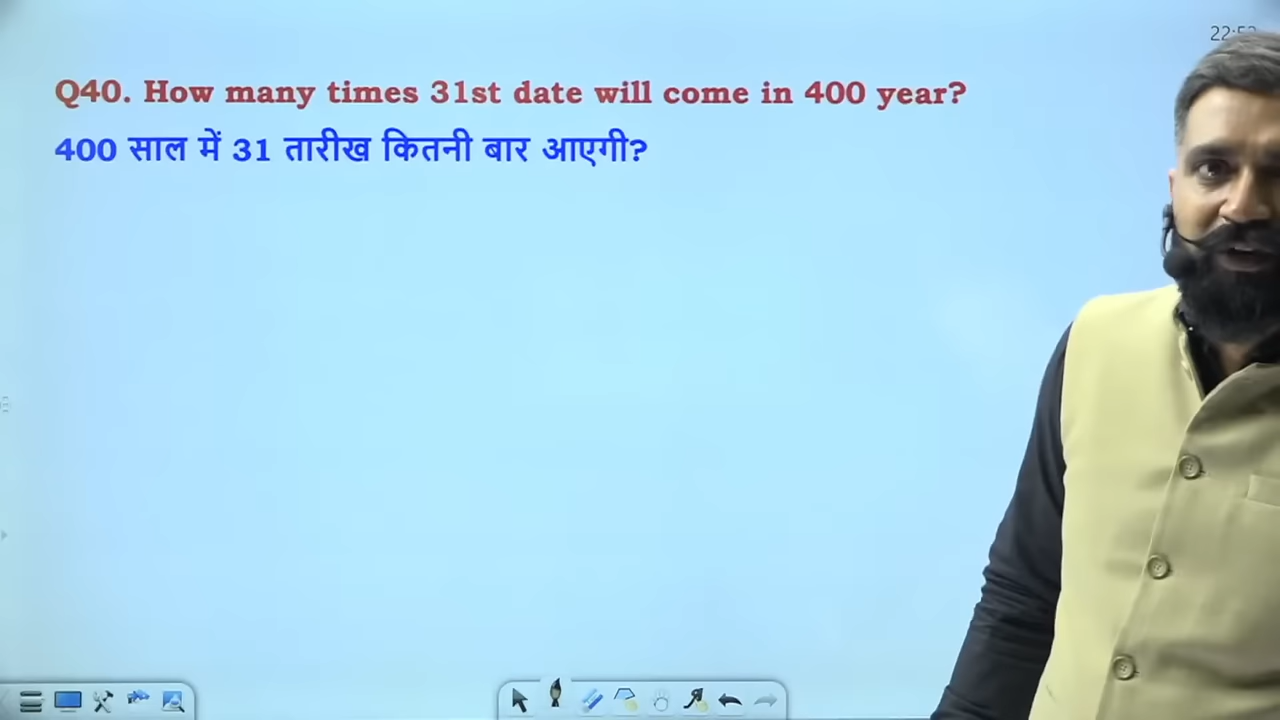 Q40. How many times 31st date will come in 400 year?
400 साल में 31 तारीख कितनी बार आएगी?